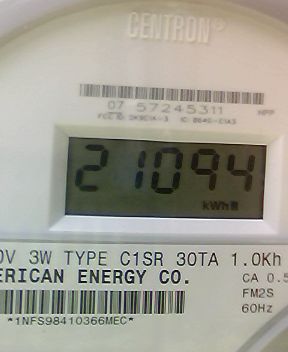 CENTRON®
07 57245311
21094
kWh
0V 3W TYPE C1SR 30TA 1.0Kh
ERICAN ENERGY CO.
CA 0.5
FM2S
60Hz
*1NFS98410366MEC*